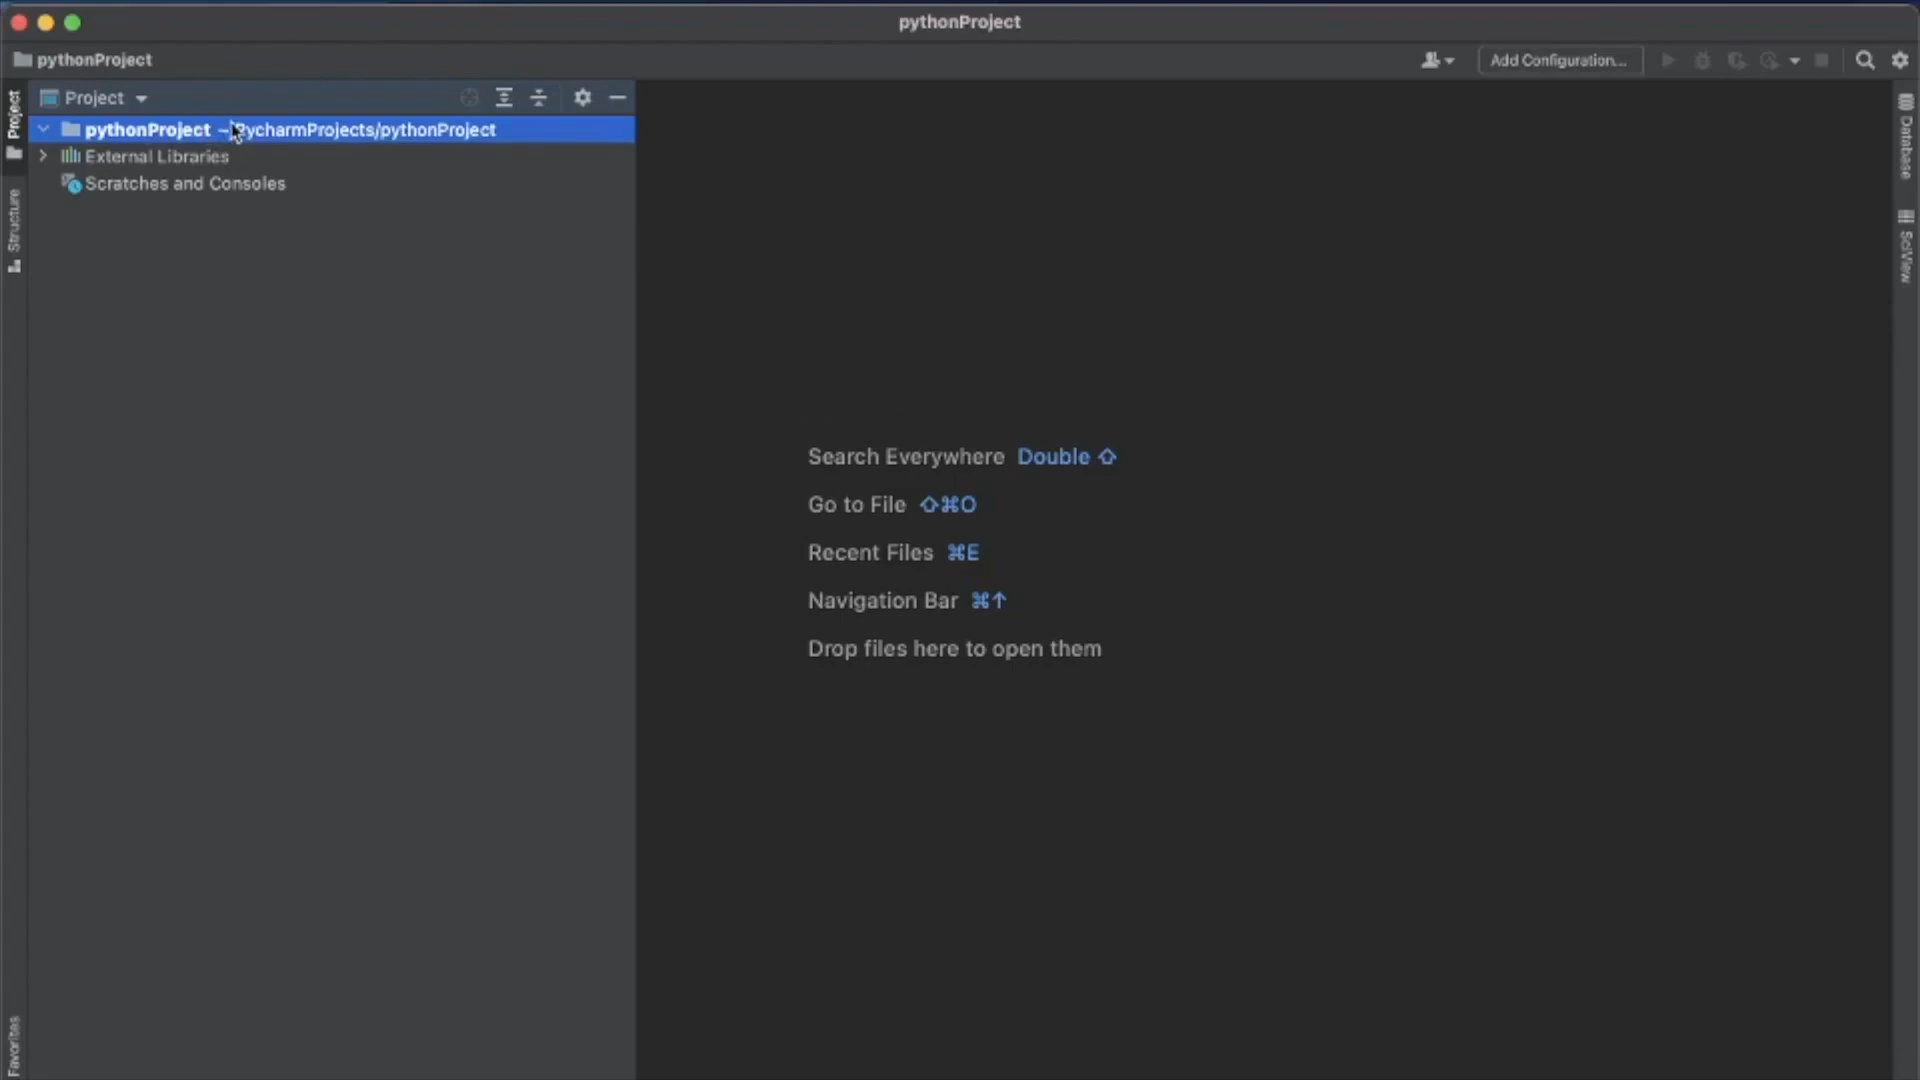 pythonProject
pythonProject
Add Configuration...
Project
Project
pythonProject ~/PycharmProjects/pythonProject
External Libraries
Scratches and Consoles
Structure
Favorites
Search Everywhere Double ⇧
Go to File ⇧⌘O
Recent Files ⌘E
Navigation Bar ⌘↑
Drop files here to open them
Database
SciView